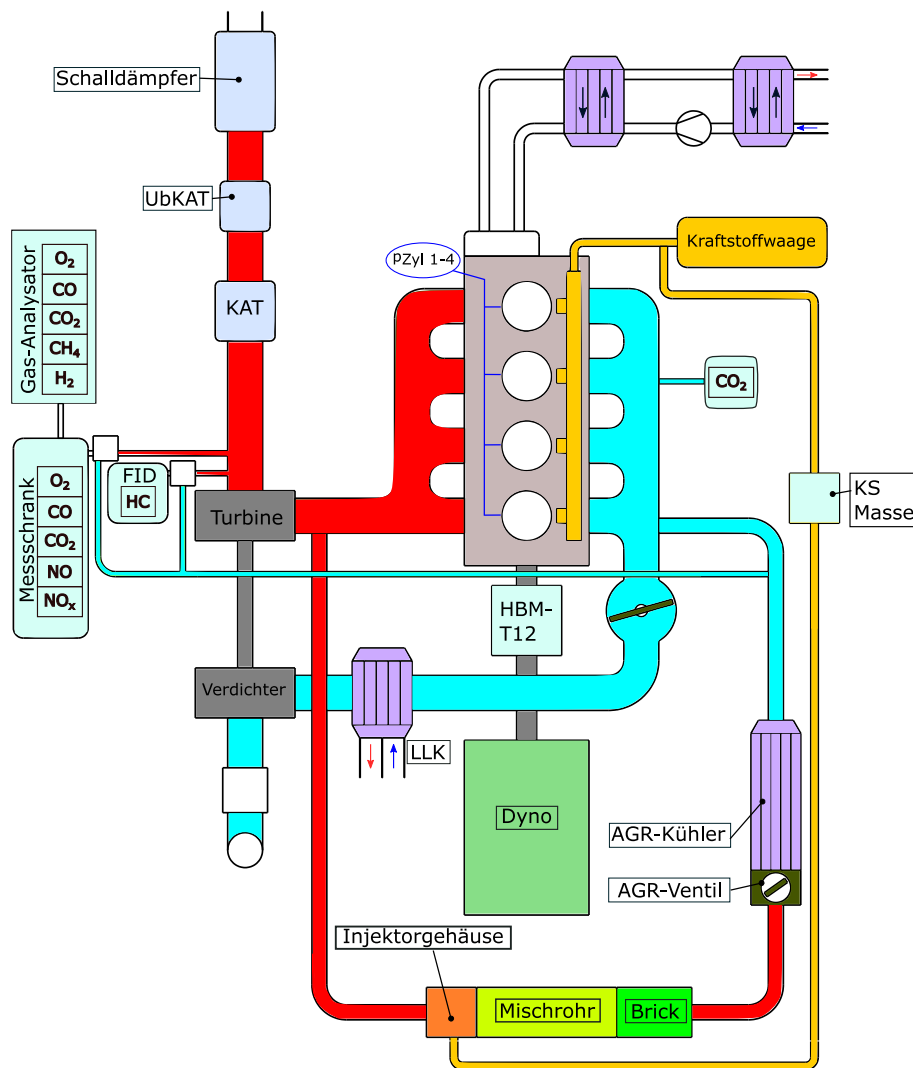 Schalldämpfer
UbKAT
Kraftstoffwaage
PZyl 1-4
Gas-Analysator
O₂
CO
CO₂
CH₄
H₂
KAT
CO₂
Messschrank
O₂
CO
CO₂
NO
NOₓ
FID
HC
KS
Masse
Turbine
HBM-
T12
Verdichter
LLK
Dyno
AGR-Kühler
AGR-Ventil
Injektorgehäuse
Mischrohr
Brick